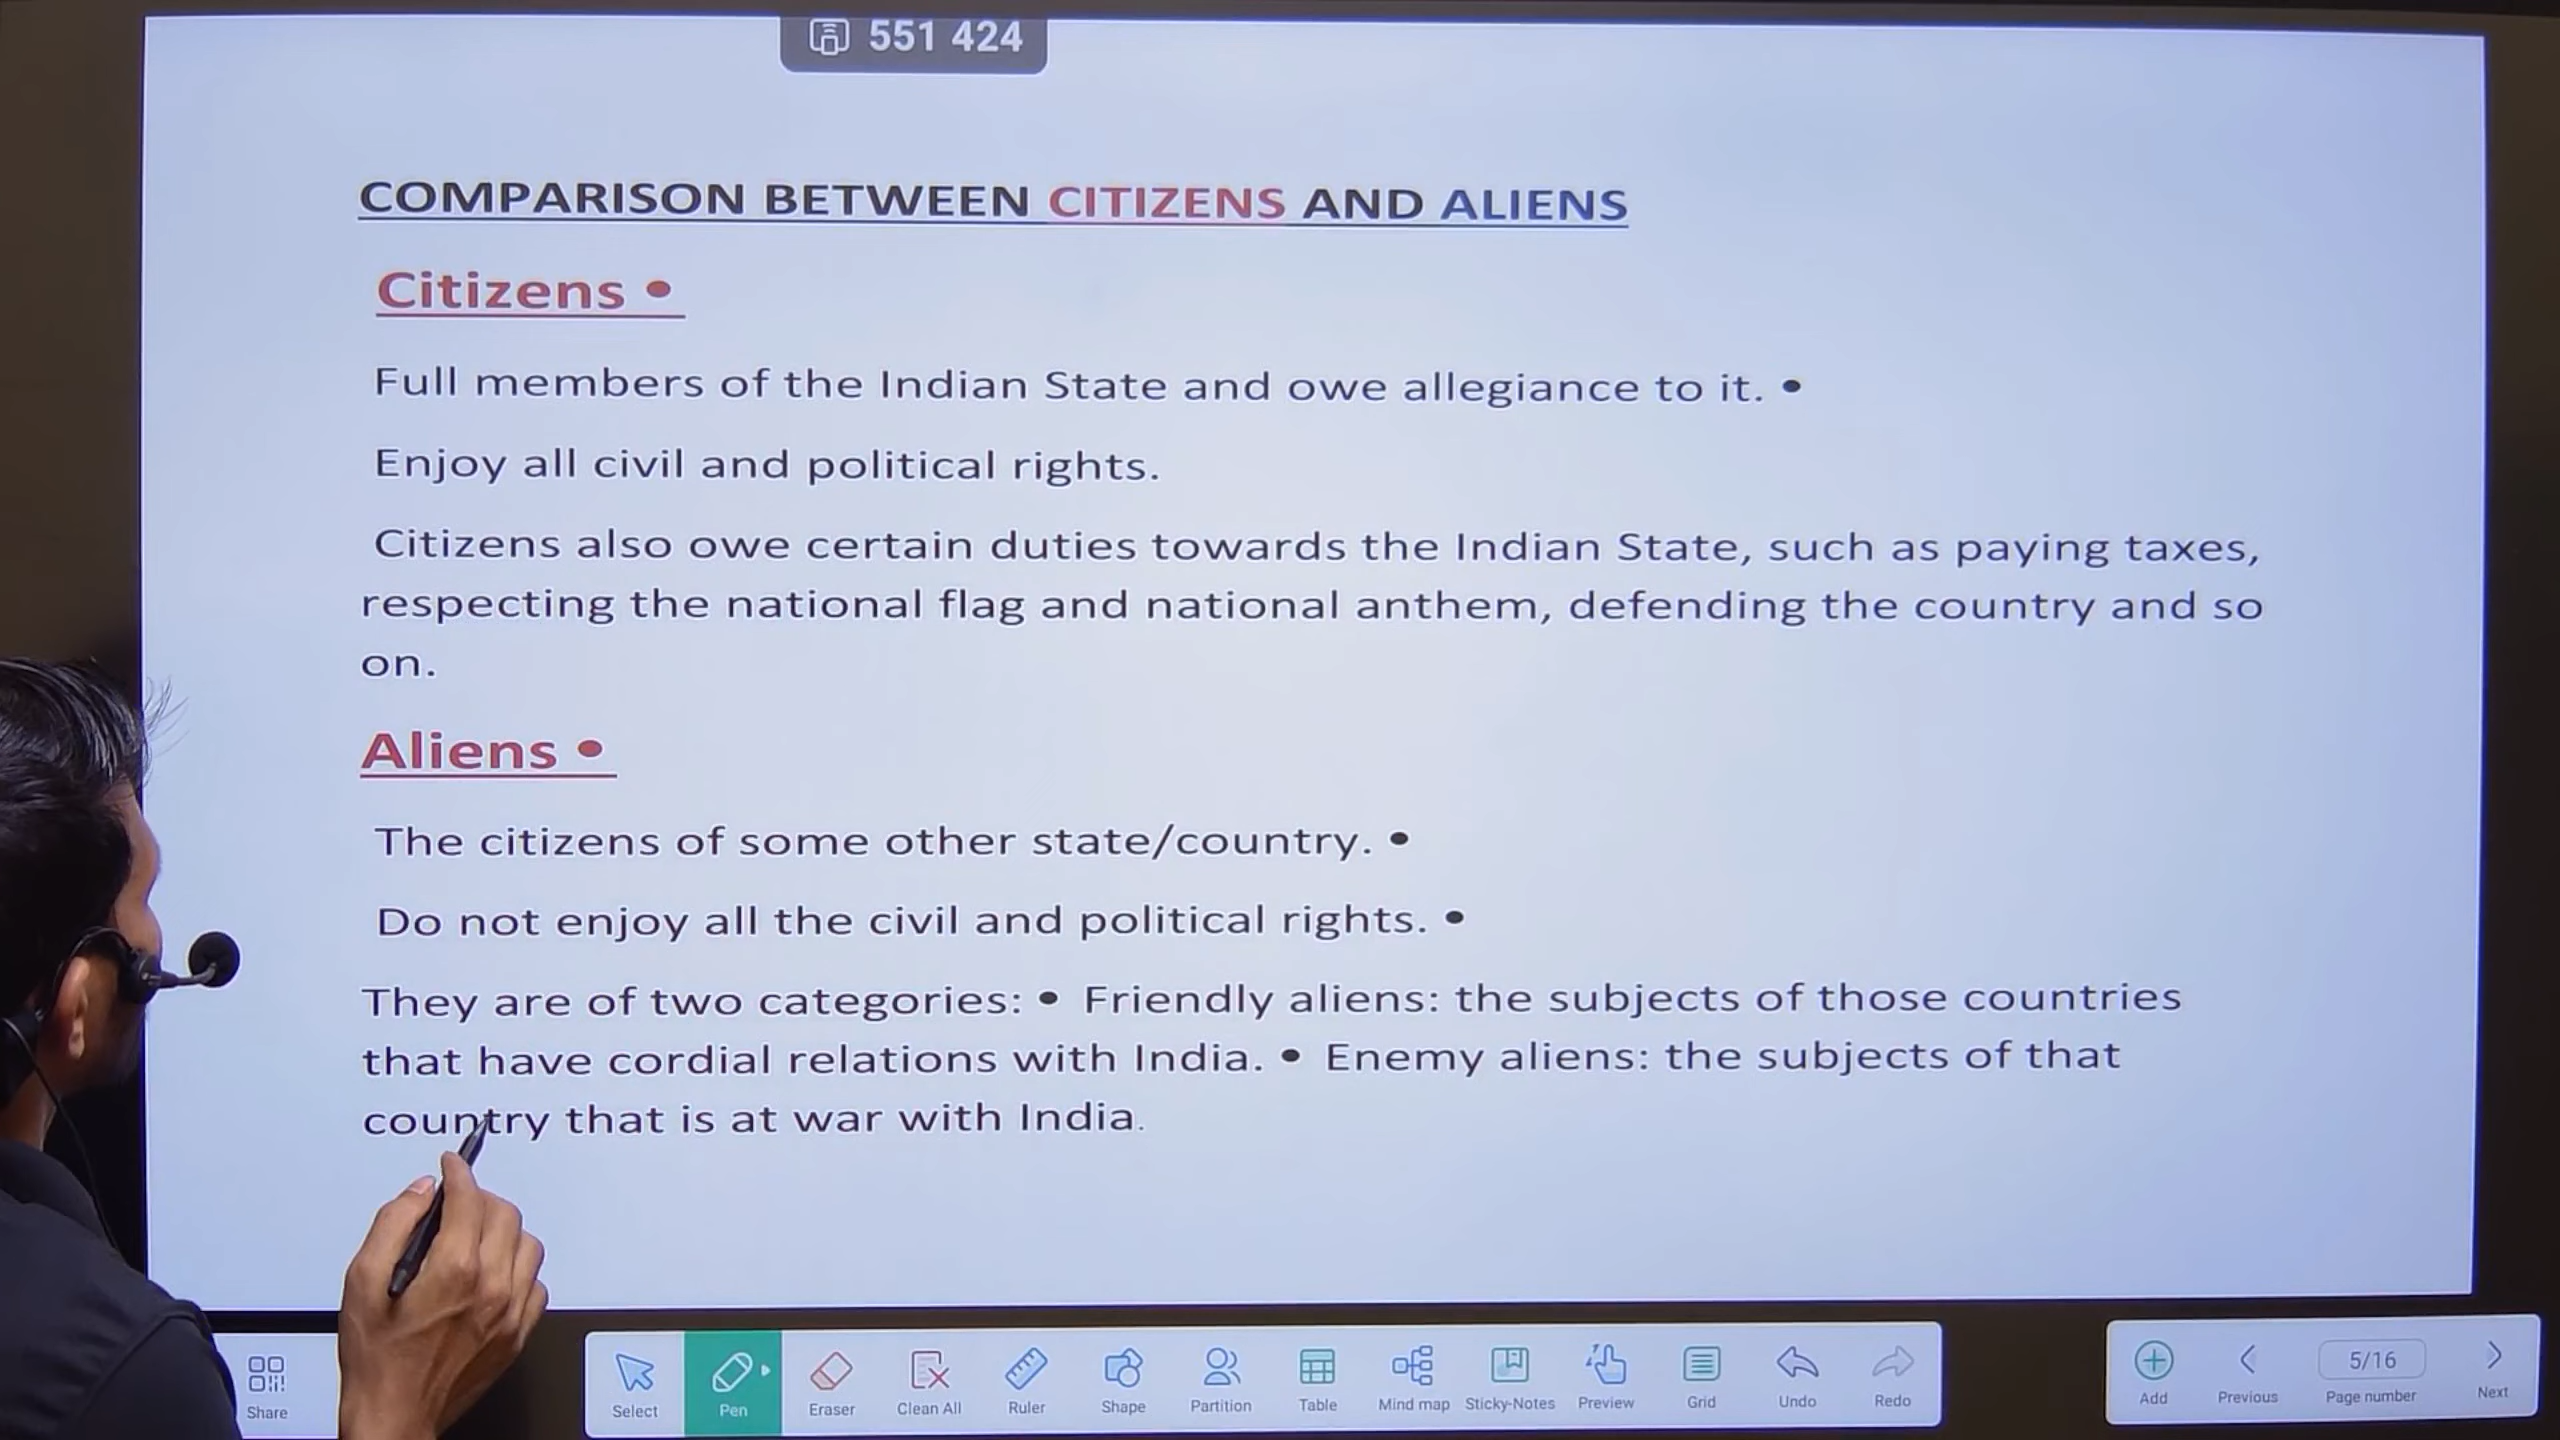 551 424
COMPARISON BETWEEN CITIZENS AND ALIENS
Citizens •
Full members of the Indian State and owe allegiance to it. •
Enjoy all civil and political rights.
Citizens also owe certain duties towards the Indian State, such as paying taxes,
respecting the national flag and national anthem, defending the country and so
on.
Aliens •
The citizens of some other state/country. •
Do not enjoy all the civil and political rights. •
They are of two categories: • Friendly aliens: the subjects of those countries
that have cordial relations with India. • Enemy aliens: the subjects of that
country that is at war with India.
Share
Select Pen Eraser Clean All Ruler Shape Partition Table Mind map Sticky-Notes Preview Grid Undo Redo
5/16
Add Previous Page number Next